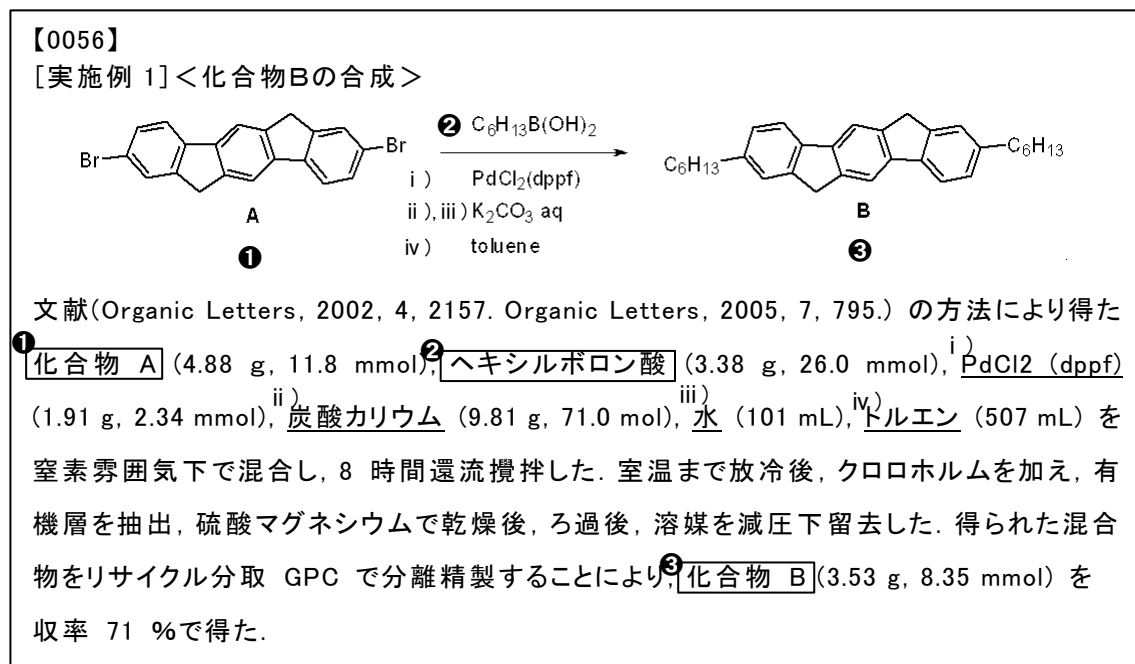 【0056】
[実施例 1]＜化合物Bの合成＞
❷ C6H13B(OH)2
Br
Br
C6H13
C6H13
i ) PdCl2(dppf)
A
ii ), iii ) K2CO3 aq
B
❶
iv ) toluene
❸
文献(Organic Letters, 2002, 4, 2157. Organic Letters, 2005, 7, 795.) の方法により得た
❶化合物 A (4.88 g, 11.8 mmol), ❷ヘキシルボロン酸 (3.38 g, 26.0 mmol), i )PdCl2 (dppf)
(1.91 g, 2.34 mmol), ii )炭酸カリウム (9.81 g, 71.0 mol), iii )水 (101 mL), iv )トルエン (507 mL) を
窒素雰囲気下で混合し, 8 時間還流攪拌した. 室温まで放冷後, クロロホルムを加え, 有
機層を抽出, 硫酸マグネシウムで乾燥後, ろ過後, 溶媒を減圧下留去した. 得られた混合
物をリサイクル分取 GPC で分離精製することにより, ❸化合物 B (3.53 g, 8.35 mmol) を
収率 71 %で得た.